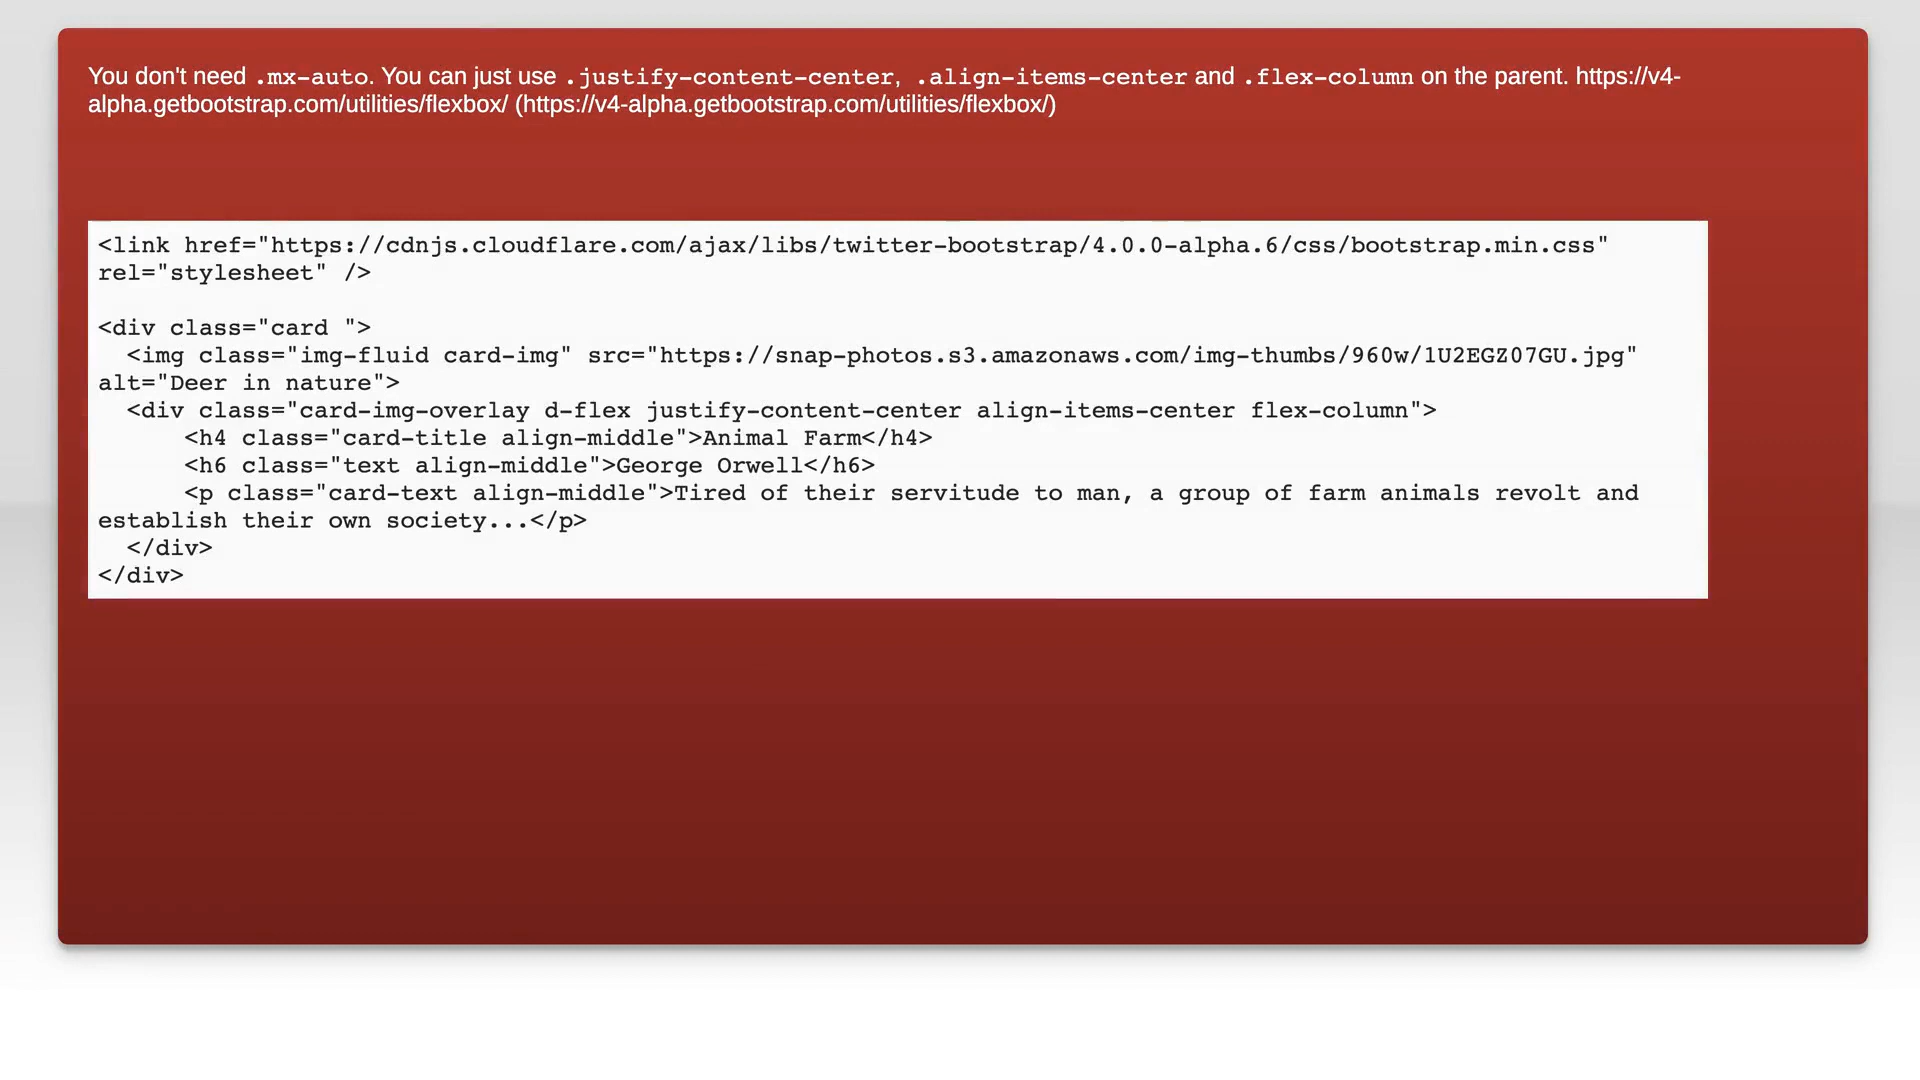 You don't need .mx-auto. You can just use .justify-content-center, .align-items-center and .flex-column on the parent. https://v4-
alpha.getbootstrap.com/utilities/flexbox/ (https://v4-alpha.getbootstrap.com/utilities/flexbox/)
<link href="https://cdnjs.cloudflare.com/ajax/libs/twitter-bootstrap/4.0.0-alpha.6/css/bootstrap.min.css"
rel="stylesheet" />
<div class="card ">
  <img class="img-fluid card-img" src="https://snap-photos.s3.amazonaws.com/img-thumbs/960w/1U2EGZ07GU.jpg"
alt="Deer in nature">
  <div class="card-img-overlay d-flex justify-content-center align-items-center flex-column">
      <h4 class="card-title align-middle">Animal Farm</h4>
      <h6 class="text align-middle">George Orwell</h6>
      <p class="card-text align-middle">Tired of their servitude to man, a group of farm animals revolt and
establish their own society...</p>
  </div>
</div>